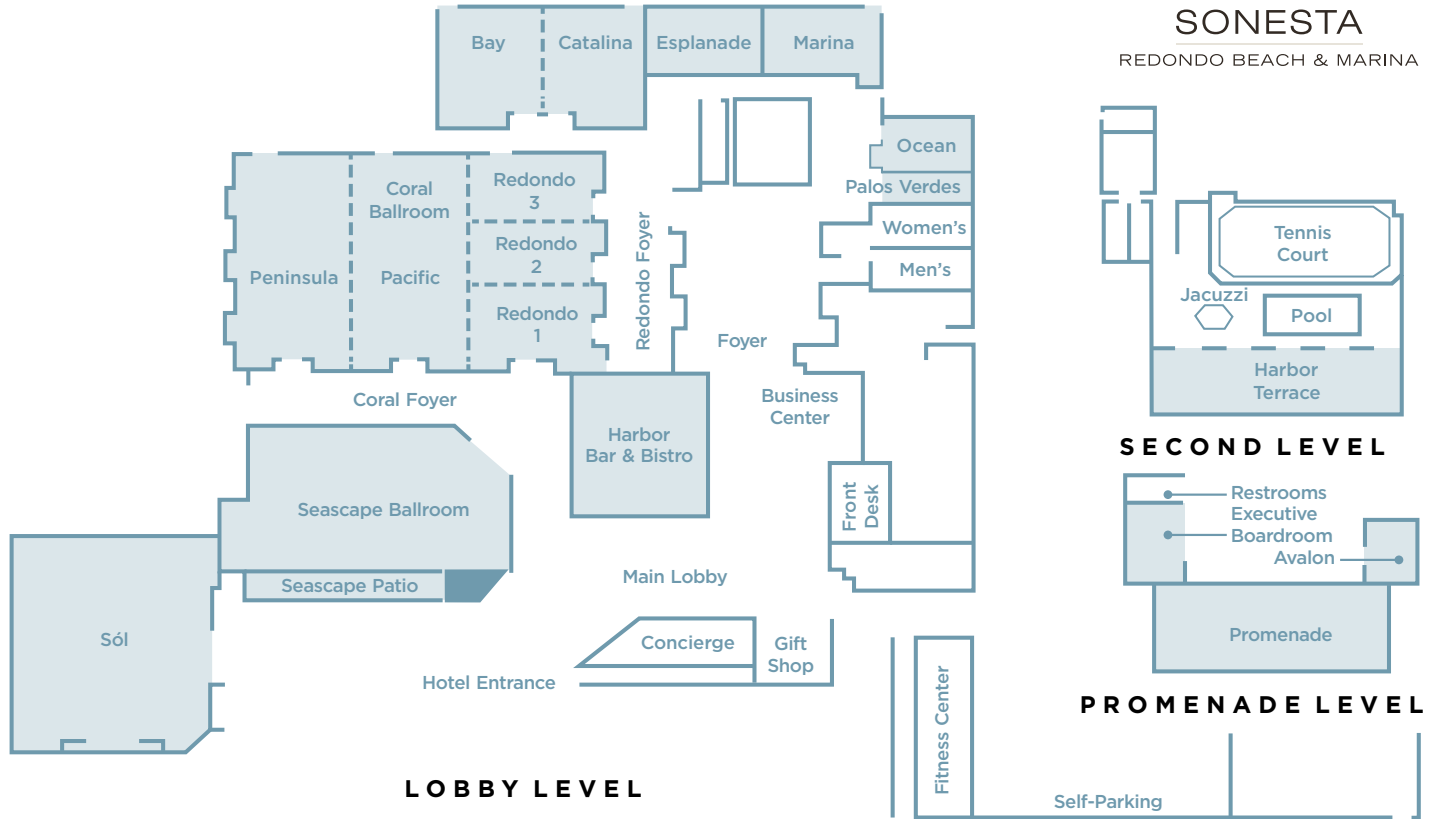 SONESTA
REDONDO BEACH & MARINA
Bay
Catalina
Esplanade
Marina
Ocean
Palos Verdes
Women's
Men's
Coral
Ballroom
Redondo
3
Redondo
2
Redondo
1
Peninsula
Pacific
Redondo Foyer
Foyer
Coral Foyer
Business
Center
Harbor
Bar & Bistro
Front
Desk
Seascape Ballroom
Seascape Patio
Main Lobby
Sól
Concierge
Gift
Shop
Hotel Entrance
Fitness Center
Self-Parking
LOBBY LEVEL
Tennis
Court
Jacuzzi
Pool
Harbor
Terrace
SECOND LEVEL
Restrooms
Executive
Boardroom
Avalon
Promenade
PROMENADE LEVEL